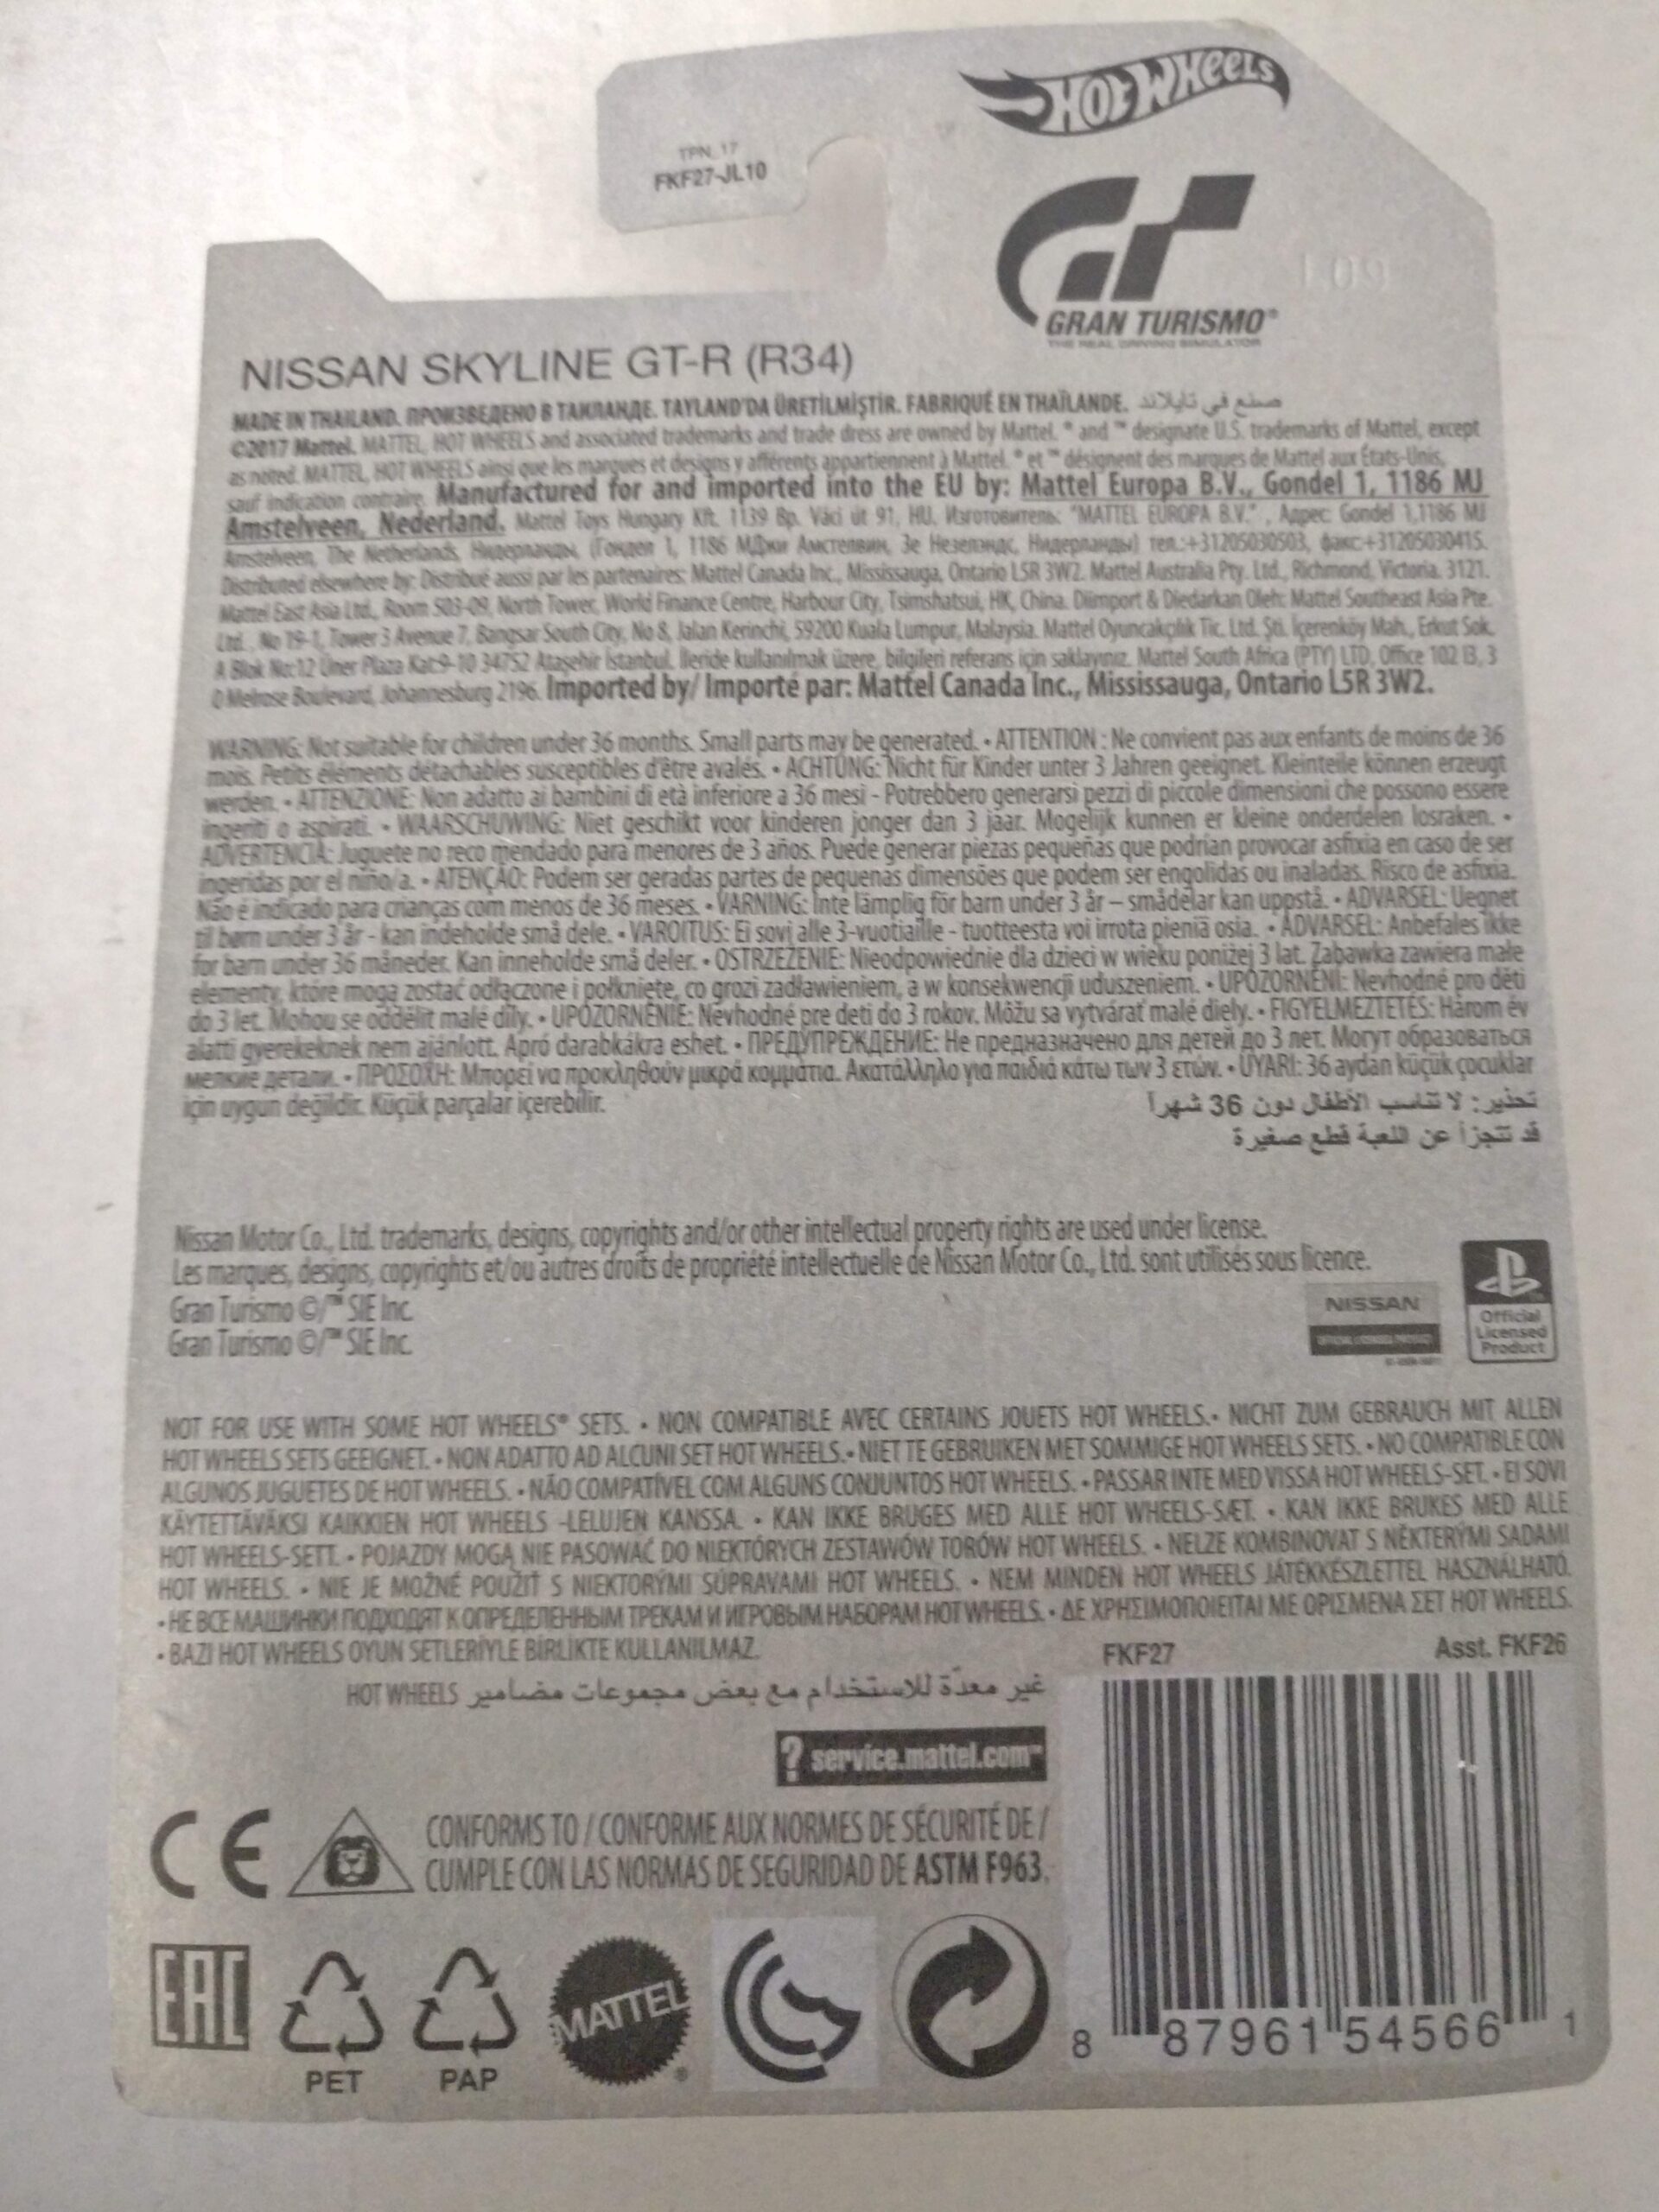 HOT WHEELS
TPN_17
FKF27-JL10
GT
L09
GRAN TURISMO®
THE REAL DRIVING SIMULATOR
NISSAN SKYLINE GT-R (R34)
MADE IN THAILAND. ПРОИЗВЕДЕНО В ТАИЛАНДЕ. TAYLAND'DA ÜRETİLMİŞTİR. FABRIQUÉ EN THAÏLANDE. صنع في تايلاند
©2017 Mattel. MATTEL, HOT WHEELS and associated trademarks and trade dress are owned by Mattel. ® and ™ designate U.S. trademarks of Mattel, except
as noted. MATTEL, HOT WHEELS ainsi que les marques et designs y afférents appartiennent à Mattel. ® et ™ désignent des marques de Mattel aux États-Unis,
sauf indication contraire. Manufactured for and imported into the EU by: Mattel Europa B.V., Gondel 1, 1186 MJ
Amstelveen, Nederland. Mattel Toys Hungary Kft. 1139 Bp. Váci út 91, HU. Изготовитель: "MATTEL EUROPA B.V." , Адрес: Gondel 1,1186 MJ
Amstelveen, The Netherlands, Нидерланды, (Гондел 1, 1186 МДжи Амстелвин, Зе Незелэндс, Нидерланды) тел.:+31205030503, факс:+31205030415.
Distributed elsewhere by: Distribué aussi par les partenaires: Mattel Canada Inc., Mississauga, Ontario L5R 3W2. Mattel Australia Pty. Ltd., Richmond, Victoria. 3121.
Mattel East Asia Ltd., Room 503-09, North Tower, World Finance Centre, Harbour City, Tsimshatsui, HK, China. Diimport & Diedarkan Oleh: Mattel Southeast Asia Pte.
Ltd., No 19-1, Tower 3 Avenue 7, Bangsar South City, No 8, Jalan Kerinchi, 59200 Kuala Lumpur, Malaysia. Mattel Oyuncakçılık Tic. Ltd. Şti. İçerenköy Mah., Erkut Sok.
A Blok No:12 Üner Plaza Kat:9-10 34752 Ataşehir İstanbul. İleride kullanılmak üzere, bilgileri referans için saklayınız. Mattel South Africa (PTY) LTD, Office 102 I3, 3
0 Melrose Boulevard, Johannesburg 2196. Imported by/ Importé par: Mattel Canada Inc., Mississauga, Ontario L5R 3W2.
WARNING: Not suitable for children under 36 months. Small parts may be generated. • ATTENTION : Ne convient pas aux enfants de moins de 36
mois. Petits éléments détachables susceptibles d'être avalés. • ACHTUNG: Nicht für Kinder unter 3 Jahren geeignet. Kleinteile können erzeugt
werden. • ATTENZIONE: Non adatto ai bambini di età inferiore a 36 mesi - Potrebbero generarsi pezzi di piccole dimensioni che possono essere
ingeriti o aspirati. • WAARSCHUWING: Niet geschikt voor kinderen jonger dan 3 jaar. Mogelijk kunnen er kleine onderdelen losraken. •
ADVERTENCIA: Juguete no reco mendado para menores de 3 años. Puede generar piezas pequeñas que podrían provocar asfixia en caso de ser
ingeridas por el niño/a. • ATENÇÃO: Podem ser geradas partes de pequenas dimensões que podem ser engolidas ou inaladas. Risco de asfixia.
Não é indicado para crianças com menos de 36 meses. • VARNING: Inte lämplig för barn under 3 år – smådelar kan uppstå. • ADVARSEL: Uegnet
til børn under 3 år - kan indeholde små dele. • VAROITUS: Ei sovi alle 3-vuotiaille - tuotteesta voi irrota pieniä osia. • ADVARSEL: Anbefales ikke
for barn under 36 måneder. Kan inneholde små deler. • OSTRZEŻENIE: Nieodpowiednie dla dzieci w wieku poniżej 3 lat. Zabawka zawiera małe
elementy, które mogą zostać odłączone i połknięte, co grozi zadławieniem, a w konsekwencji uduszeniem. • UPOZORNĚNÍ: Nevhodné pro děti
do 3 let. Mohou se oddělit malé díly. • UPOZORNENIE: Nevhodné pre deti do 3 rokov. Môžu sa vytvárať malé diely. • FIGYELMEZTETÉS: Három év
alatti gyerekeknek nem ajánlott. Apró darabkákra eshet. • ПРЕДУПРЕЖДЕНИЕ: Не предназначено для детей до 3 лет. Могут образоваться
мелкие детали. • ΠΡΟΣΟΧΗ: Μπορεί να προκληθούν μικρά κομμάτια. Ακατάλληλο για παιδιά κάτω των 3 ετών. • UYARI: 36 aydan küçük çocuklar
için uygun değildir. Küçük parçalar içerebilir.
تحذير: لا تناسب الأطفال دون 36 شهراً
قد تتجزأ عن اللعبة قطع صغيرة
Nissan Motor Co., Ltd. trademarks, designs, copyrights and/or other intellectual property rights are used under license.
Les marques, designs, copyrights et/ou autres droits de propriété intellectuelle de Nissan Motor Co., Ltd. sont utilisés sous licence.
Gran Turismo ©/™ SIE Inc.
Gran Turismo ©/™ SIE Inc.
NISSAN
Official
Licensed
Product
NOT FOR USE WITH SOME HOT WHEELS® SETS. • NON COMPATIBLE AVEC CERTAINS JOUETS HOT WHEELS.• NICHT ZUM GEBRAUCH MIT ALLEN
HOT WHEELS SETS GEEIGNET. • NON ADATTO AD ALCUNI SET HOT WHEELS.• NIET TE GEBRUIKEN MET SOMMIGE HOT WHEELS SETS. • NO COMPATIBLE CON
ALGUNOS JUGUETES DE HOT WHEELS. • NÃO COMPATÍVEL COM ALGUNS CONJUNTOS HOT WHEELS. • PASSAR INTE MED VISSA HOT WHEELS-SET. • EI SOVI
KÄYTETTÄVÄKSI KAIKKIEN HOT WHEELS -LELUJEN KANSSA. • KAN IKKE BRUGES MED ALLE HOT WHEELS-SÆT. • KAN IKKE BRUKES MED ALLE
HOT WHEELS-SETT. • POJAZDY MOGĄ NIE PASOWAĆ DO NIEKTÓRYCH ZESTAWÓW TORÓW HOT WHEELS. • NELZE KOMBINOVAT S NĚKTERÝMI SADAMI
HOT WHEELS. • NIE JE MOŽNÉ POUŽIŤ S NIEKTORÝMI SÚPRAVAMI HOT WHEELS. • NEM MINDEN HOT WHEELS JÁTÉKKÉSZLETTEL HASZNÁLHATÓ.
• НЕ ВСЕ МАШИНКИ ПОДХОДЯТ К ОПРЕДЕЛЕННЫМ ТРЕКАМ И ИГРОВЫМ НАБОРАМ HOT WHEELS. • ΔΕ ΧΡΗΣΙΜΟΠΟΙΕΙΤΑΙ ΜΕ ΟΡΙΣΜΕΝΑ ΣΕΤ HOT WHEELS.
• BAZI HOT WHEELS OYUN SETLERİYLE BİRLİKTE KULLANILMAZ.
غير معدّة للاستخدام مع بعض مجموعات مضامير HOT WHEELS
FKF27
Asst. FKF26
? service.mattel.com™
CE
CONFORMS TO / CONFORME AUX NORMES DE SÉCURITÉ DE /
CUMPLE CON LAS NORMAS DE SEGURIDAD DE ASTM F963.
EAC
PET
PAP
MATTEL®
8 87961 54566 1